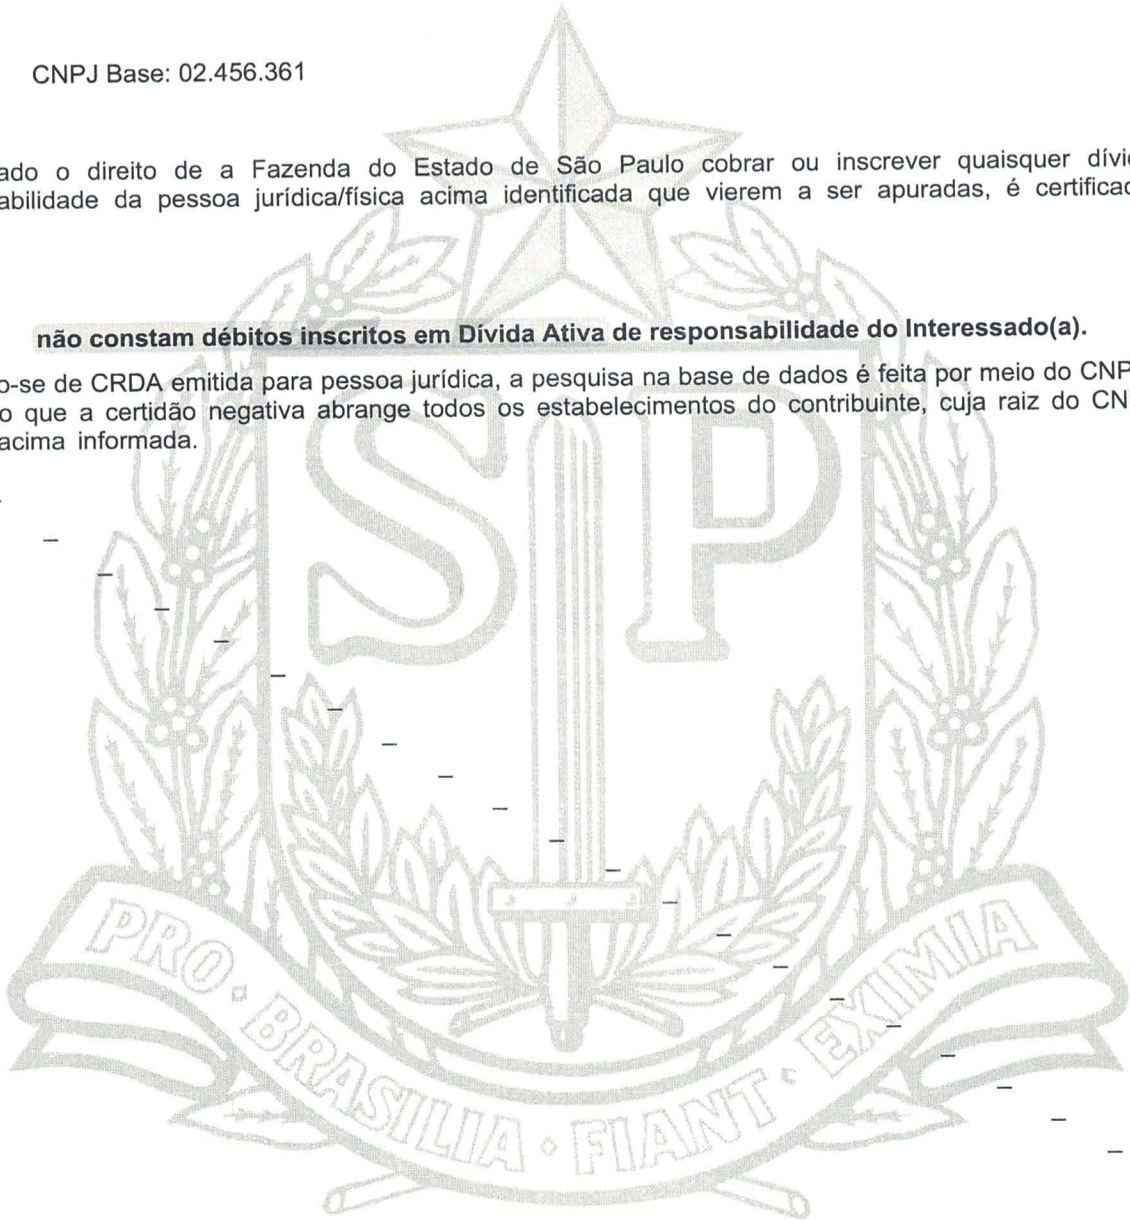 CNPJ Base: 02.456.361
ado o direito de a Fazenda do Estado de São Paulo cobrar ou inscrever quaisquer dívi
abilidade da pessoa jurídica/física acima identificada que vierem a ser apuradas, é certificad
não constam débitos inscritos em Dívida Ativa de responsabilidade do Interessado(a).
o-se de CRDA emitida para pessoa jurídica, a pesquisa na base de dados é feita por meio do CNP
o que a certidão negativa abrange todos os estabelecimentos do contribuinte, cuja raiz do CN
acima informada.
SP
PRO · BRASILIA · FIANT · EXIMIA